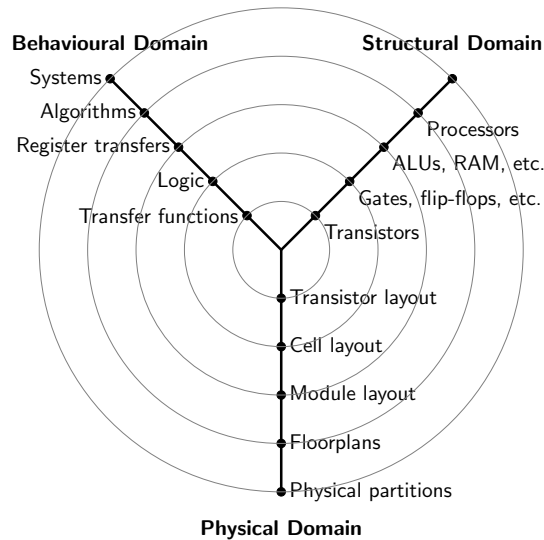 Behavioural Domain
Structural Domain
Systems
Algorithms
Register transfers
Logic
Transfer functions
Processors
ALUs, RAM, etc.
Gates, flip-flops, etc.
Transistors
Transistor layout
Cell layout
Module layout
Floorplans
Physical partitions
Physical Domain